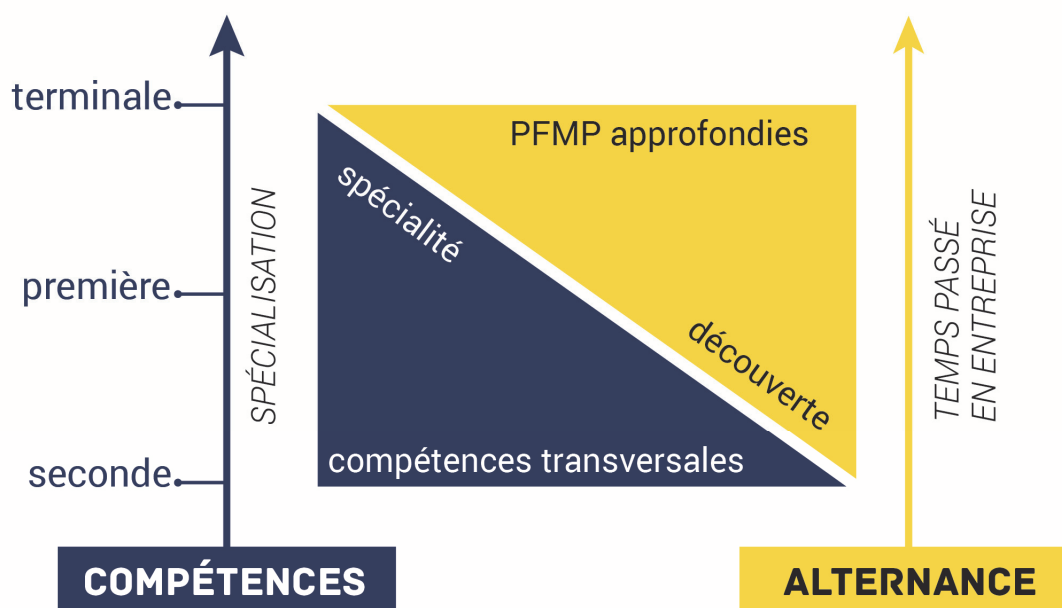 terminale
première
seconde
SPÉCIALISATION
spécialité
compétences transversales
PFMP approfondies
découverte
TEMPS PASSÉ
EN ENTREPRISE
COMPÉTENCES
ALTERNANCE